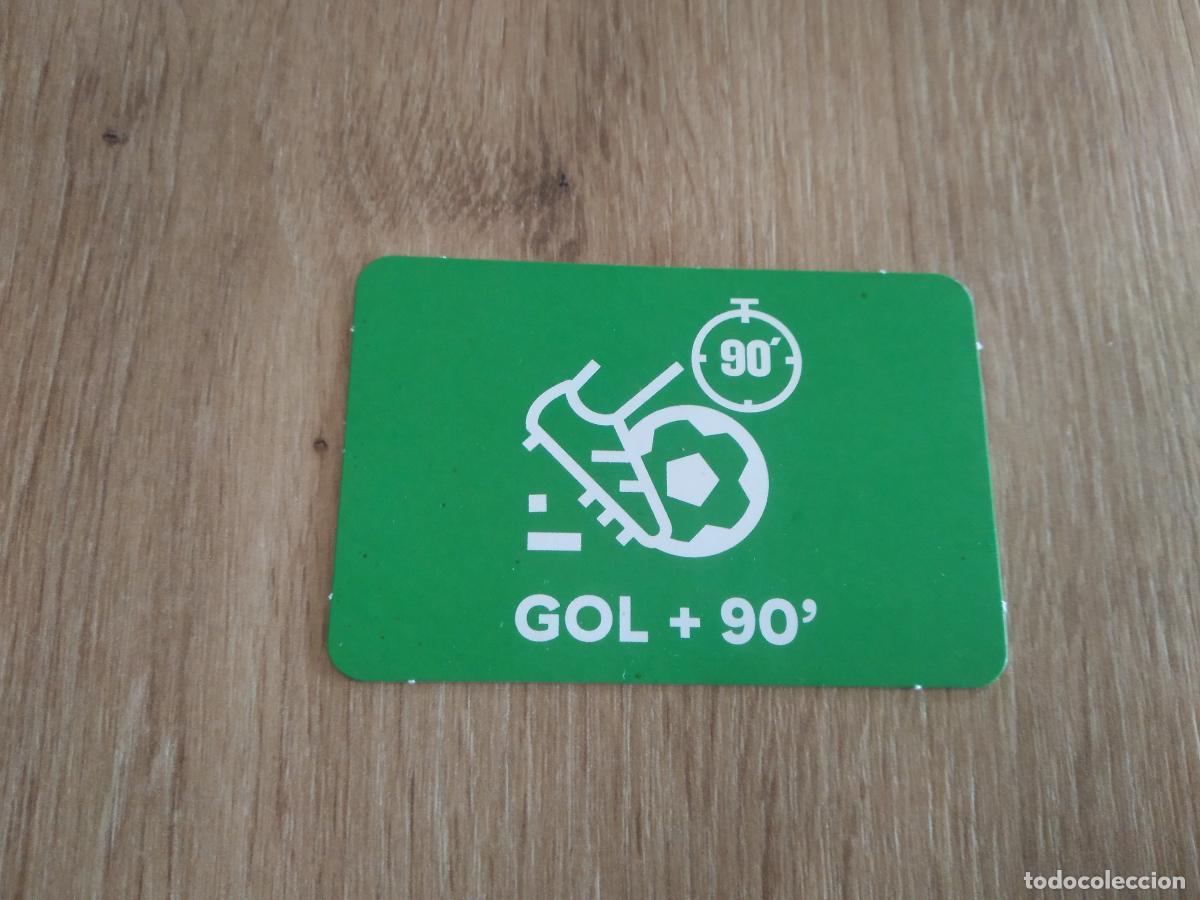 90´
GOL + 90’
todocoleccion